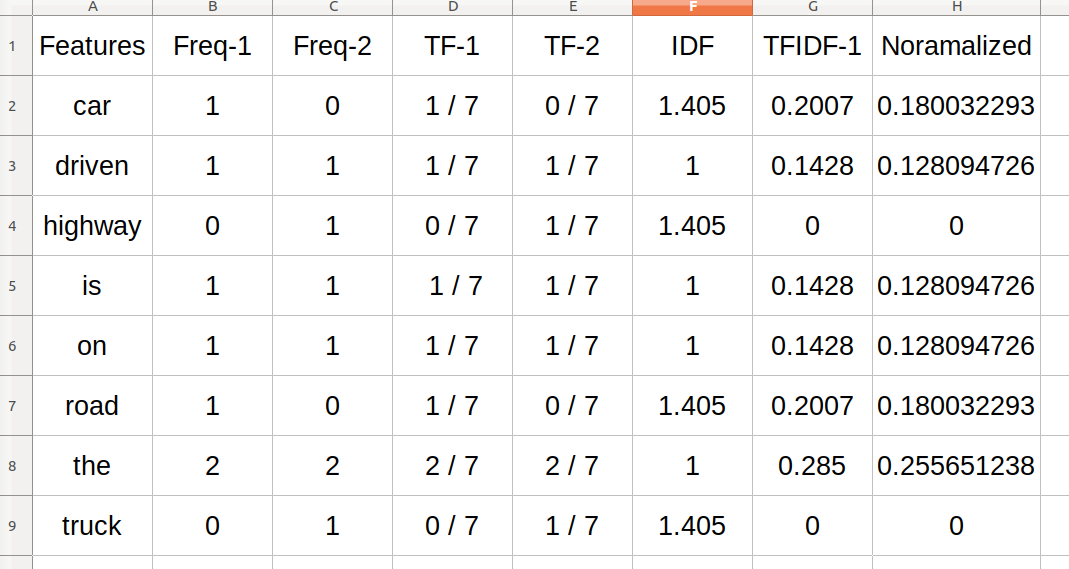 A B C D E F G H
1 Features Freq-1 Freq-2 TF-1 TF-2 IDF TFIDF-1 Noramalized
2 car 1 0 1 / 7 0 / 7 1.405 0.2007 0.180032293
3 driven 1 1 1 / 7 1 / 7 1 0.1428 0.128094726
4 highway 0 1 0 / 7 1 / 7 1.405 0 0
5 is 1 1 1 / 7 1 / 7 1 0.1428 0.128094726
6 on 1 1 1 / 7 1 / 7 1 0.1428 0.128094726
7 road 1 0 1 / 7 0 / 7 1.405 0.2007 0.180032293
8 the 2 2 2 / 7 2 / 7 1 0.285 0.255651238
9 truck 0 1 0 / 7 1 / 7 1.405 0 0